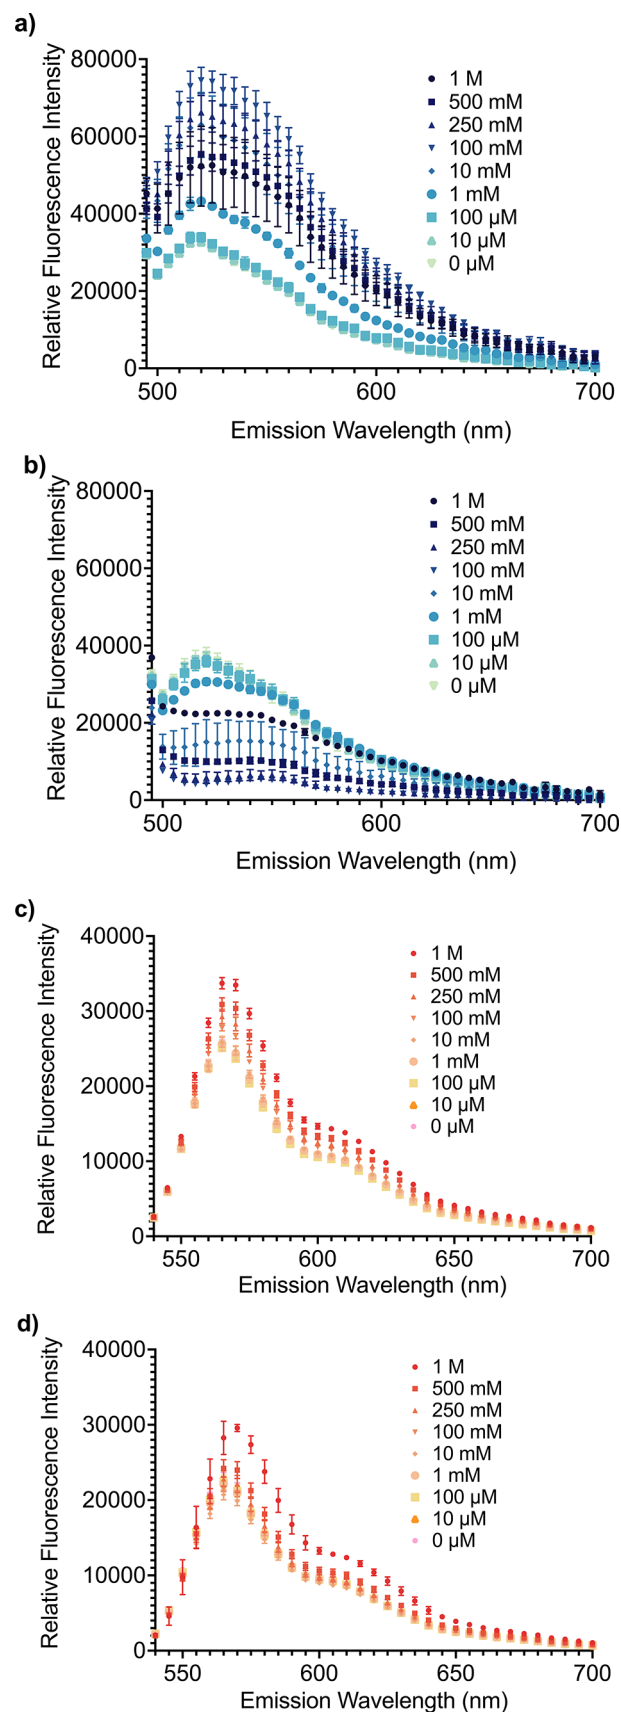 a)
Relative Fluorescence Intensity
80000
60000
40000
20000
0
500
600
700
Emission Wavelength (nm)
1 M
500 mM
250 mM
100 mM
10 mM
1 mM
100 µM
10 µM
0 µM
b)
Relative Fluorescence Intensity
80000
60000
40000
20000
0
500
600
700
Emission Wavelength (nm)
1 M
500 mM
250 mM
100 mM
10 mM
1 mM
100 µM
10 µM
0 µM
c)
Relative Fluorescence Intensity
40000
30000
20000
10000
0
550
600
650
700
Emission Wavelength (nm)
1 M
500 mM
250 mM
100 mM
10 mM
1 mM
100 µM
10 µM
0 µM
d)
Relative Fluorescence Intensity
40000
30000
20000
10000
0
550
600
650
700
Emission Wavelength (nm)
1 M
500 mM
250 mM
100 mM
10 mM
1 mM
100 µM
10 µM
0 µM